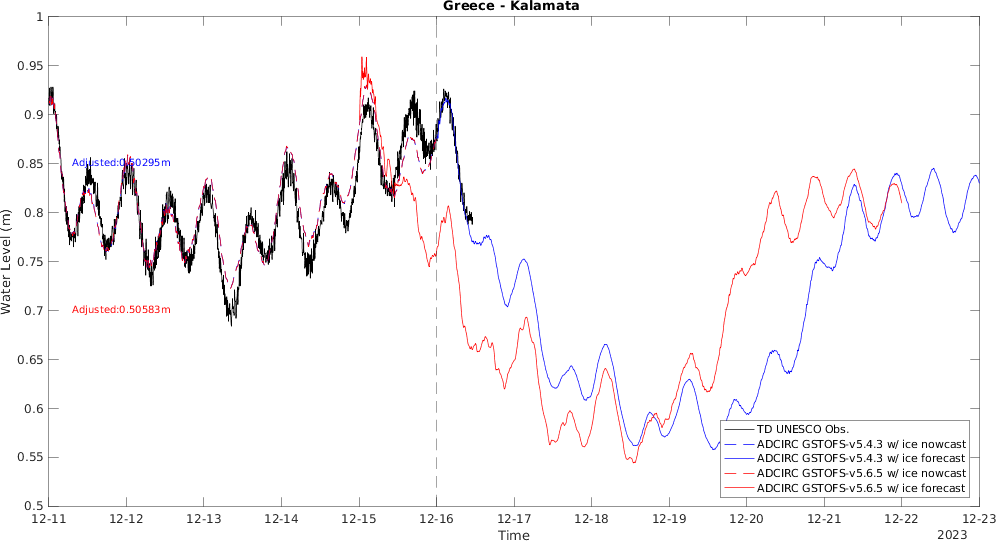 Greece - Kalamata
Water Level (m)
1
0.95
0.9
0.85
0.8
0.75
0.7
0.65
0.6
0.55
0.5
Adjusted:0.50295m
Adjusted:0.50583m
TD UNESCO Obs.
ADCIRC GSTOFS-v5.4.3 w/ ice nowcast
ADCIRC GSTOFS-v5.4.3 w/ ice forecast
ADCIRC GSTOFS-v5.6.5 w/ ice nowcast
ADCIRC GSTOFS-v5.6.5 w/ ice forecast
12-11 12-12 12-13 12-14 12-15 12-16 12-17 12-18 12-19 12-20 12-21 12-22 12-23
Time
2023